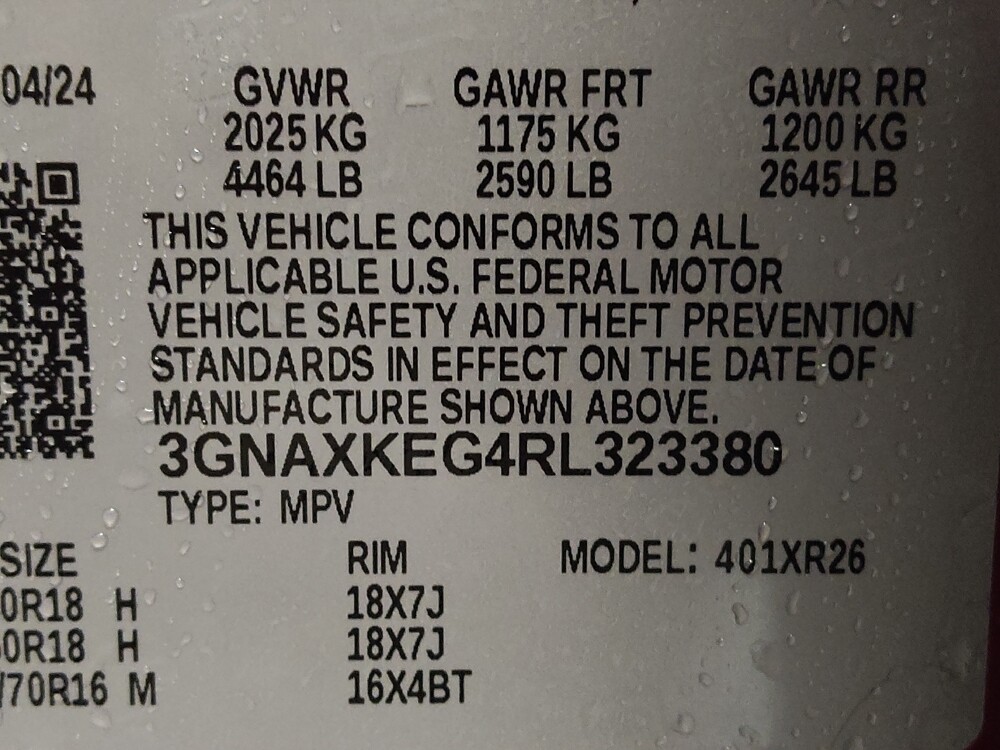 04/24 GVWR GAWR FRT GAWR RR
2025 KG 1175 KG 1200 KG
4464 LB 2590 LB 2645 LB
THIS VEHICLE CONFORMS TO ALL
APPLICABLE U.S. FEDERAL MOTOR
VEHICLE SAFETY AND THEFT PREVENTION
STANDARDS IN EFFECT ON THE DATE OF
MANUFACTURE SHOWN ABOVE.
3GNAXKEG4RL323380
TYPE: MPV
SIZE RIM MODEL: 401XR26
0R18 H 18X7J
0R18 H 18X7J
/70R16 M 16X4BT